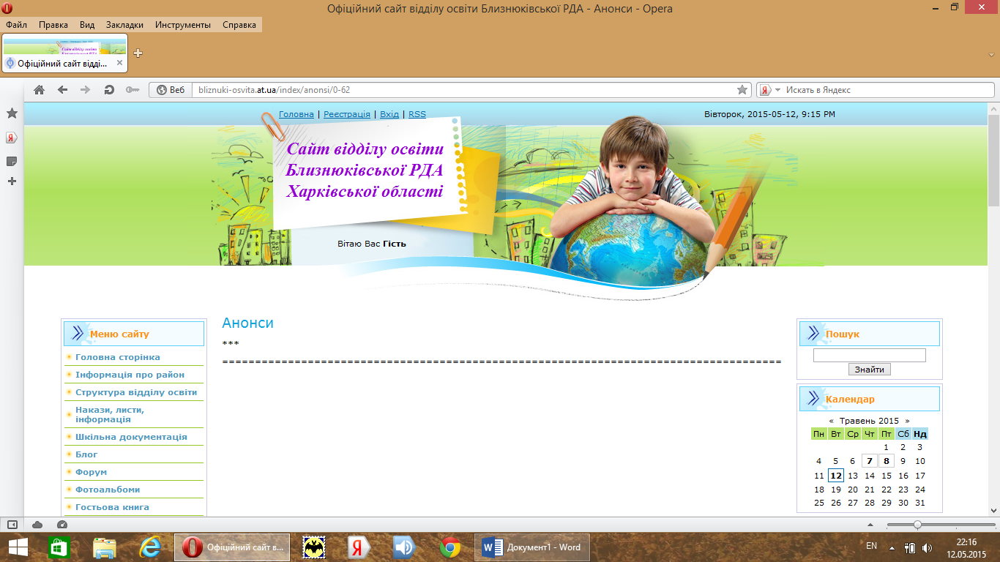 Офіційний сайт відділу освіти Близнюківської РДА - Анонси - Opera
Файл Правка Вид Закладки Инструменты Справка
Офіційний сайт відді...
Веб bliznuki-osvita.at.ua/index/anonsi/0-62 Искать в Яндекс
Головна | Реєстрація | Вхід | RSS
Вівторок, 2015-05-12, 9:15 PM
Сайт відділу освіти
Близнюківської РДА
Харківської області
Вітаю Вас Гість
Меню сайту
Головна сторінка
Інформація про район
Структура відділу освіти
Накази, листи,
інформація
Шкільна документація
Блог
Форум
Фотоальбоми
Гостьова книга
Анонси
***
=====================================================================================
Пошук
Знайти
Календар
« Травень 2015 »
Пн Вт Ср Чт Пт Сб Нд
1 2 3
4 5 6 7 8 9 10
11 12 13 14 15 16 17
18 19 20 21 22 23 24
25 26 27 28 29 30 31
Офіційний сайт в...
Документ1 - Word
EN
22:16
12.05.2015